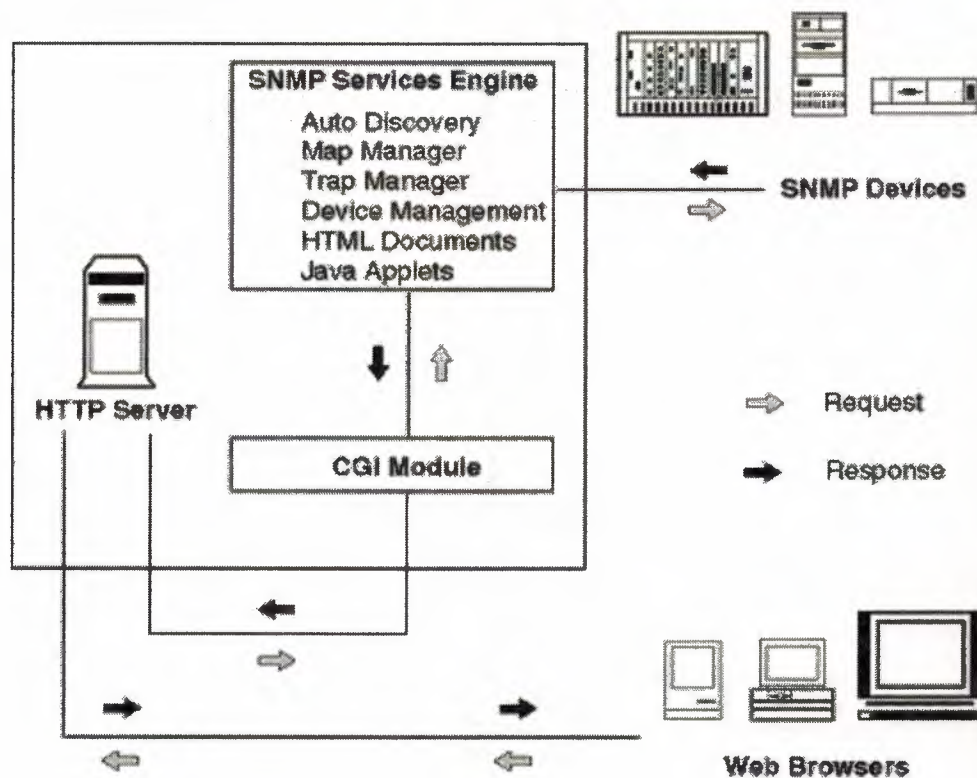 SNMP Services Engine
Auto Discovery
Map Manager
Trap Manager
Device Management
HTML Documents
Java Applets
SNMP Devices
HTTP Server
CGI Module
Request
Response
Web Browsers